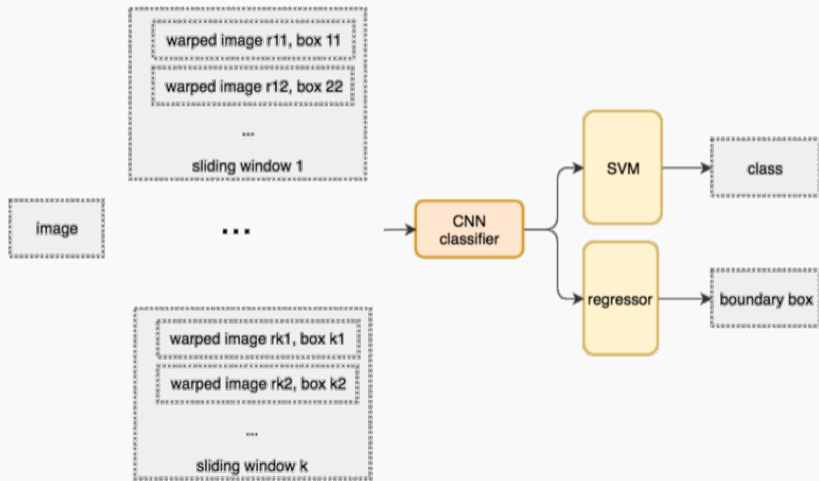 warped image r11, box 11
warped image r12, box 22
...
sliding window 1
image
...
CNN
classifier
SVM
class
regressor
boundary box
warped image rk1, box k1
warped image rk2, box k2
...
sliding window k